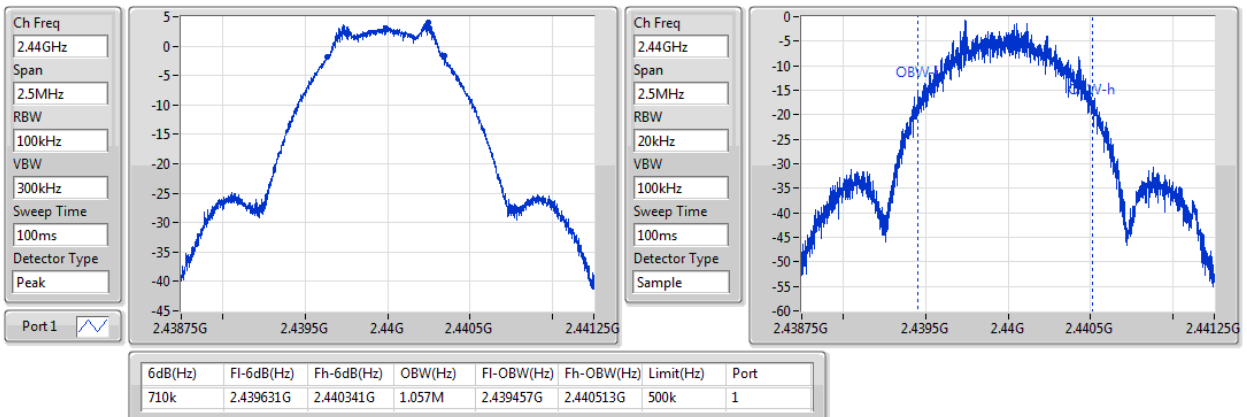 Ch Freq
2.44GHz
Span
2.5MHz
RBW
100kHz
VBW
300kHz
Sweep Time
100ms
Detector Type
Peak
Port 1
5
0
-5
-10
-15
-20
-25
-30
-35
-40
-45
2.43875G 2.4395G 2.44G 2.4405G 2.44125G
Ch Freq
2.44GHz
Span
2.5MHz
RBW
20kHz
VBW
100kHz
Sweep Time
100ms
Detector Type
Sample
0
-5
-10
-15
-20
-25
-30
-35
-40
-45
-50
-55
-60
2.43875G 2.4395G 2.44G 2.4405G 2.44125G
6dB(Hz) Fl-6dB(Hz) Fh-6dB(Hz) OBW(Hz) Fl-OBW(Hz) Fh-OBW(Hz) Limit(Hz) Port
710k 2.439631G 2.440341G 1.057M 2.439457G 2.440513G 500k 1